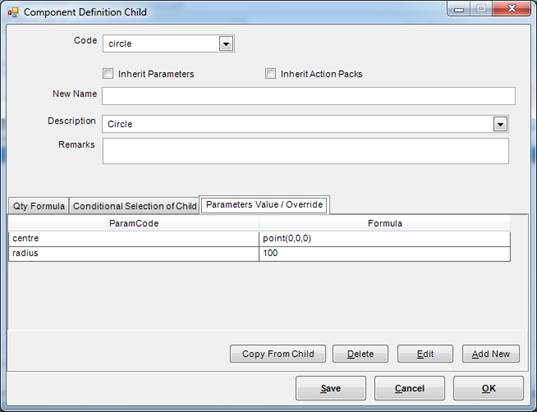 Component Definition Child
Code circle
Inherit Parameters Inherit Action Packs
New Name
Description Circle
Remarks
Qty Formula Conditional Selection of Child Parameters Value / Override
ParamCode Formula
centre point(0,0,0)
radius 100
Copy From Child Delete Edit Add New
Save Cancel OK